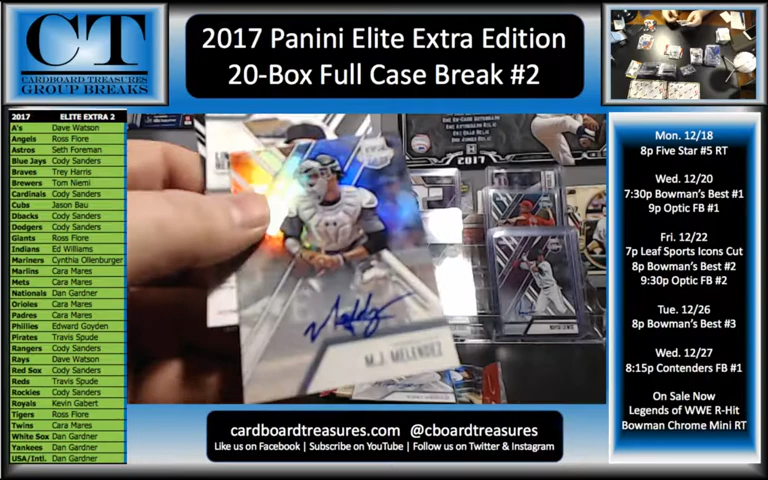 CT
CARDBOARD TREASURES
GROUP BREAKS
2017 Panini Elite Extra Edition
20-Box Full Case Break #2
2017 ELITE EXTRA 2
A's Dave Watson
Angels Ross Flore
Astros Seth Foreman
Blue Jays Cody Sanders
Braves Trey Harris
Brewers Tom Niemi
Cardinals Cody Sanders
Cubs Jason Bau
Dbacks Cody Sanders
Dodgers Cody Sanders
Giants Ross Flore
Indians Ed Williams
Mariners Cynthia Ollenburger
Marlins Cara Mares
Mets Cara Mares
Nationals Dan Gardner
Orioles Cara Mares
Padres Cara Mares
Phillies Edward Goyden
Pirates Travis Spude
Rangers Cody Sanders
Rays Dave Watson
Red Sox Cody Sanders
Reds Travis Spude
Rockies Cody Sanders
Royals Kevin Gabert
Tigers Ross Flore
Twins Cara Mares
White Sox Dan Gardner
Yankees Dan Gardner
USA/Intl. Dan Gardner
2017
M.J. MELENDEZ
Mon. 12/18
8p Five Star #5 RT
Wed. 12/20
7:30p Bowman's Best #1
9p Optic FB #1
Fri. 12/22
7p Leaf Sports Icons Cut
8p Bowman's Best #2
9:30p Optic FB #2
Tue. 12/26
8p Bowman's Best #3
Wed. 12/27
8:15p Contenders FB #1
On Sale Now
Legends of WWE R-Hit
Bowman Chrome Mini RT
cardboardtreasures.com @cboardtreasures
Like us on Facebook | Subscribe on YouTube | Follow us on Twitter & Instagram